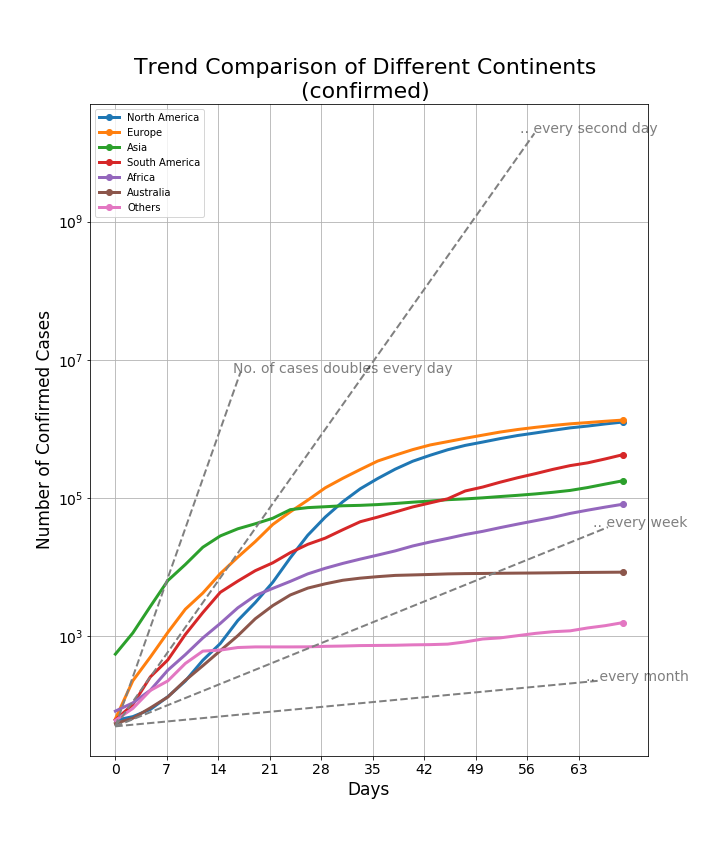 Trend Comparison of Different Continents
(confirmed)
North America
Europe
Asia
South America
Africa
Australia
Others
.. every second day
No. of cases doubles every day
.. every week
.. every month
10⁹
10⁷
10⁵
10³
Number of Confirmed Cases
0 7 14 21 28 35 42 49 56 63
Days